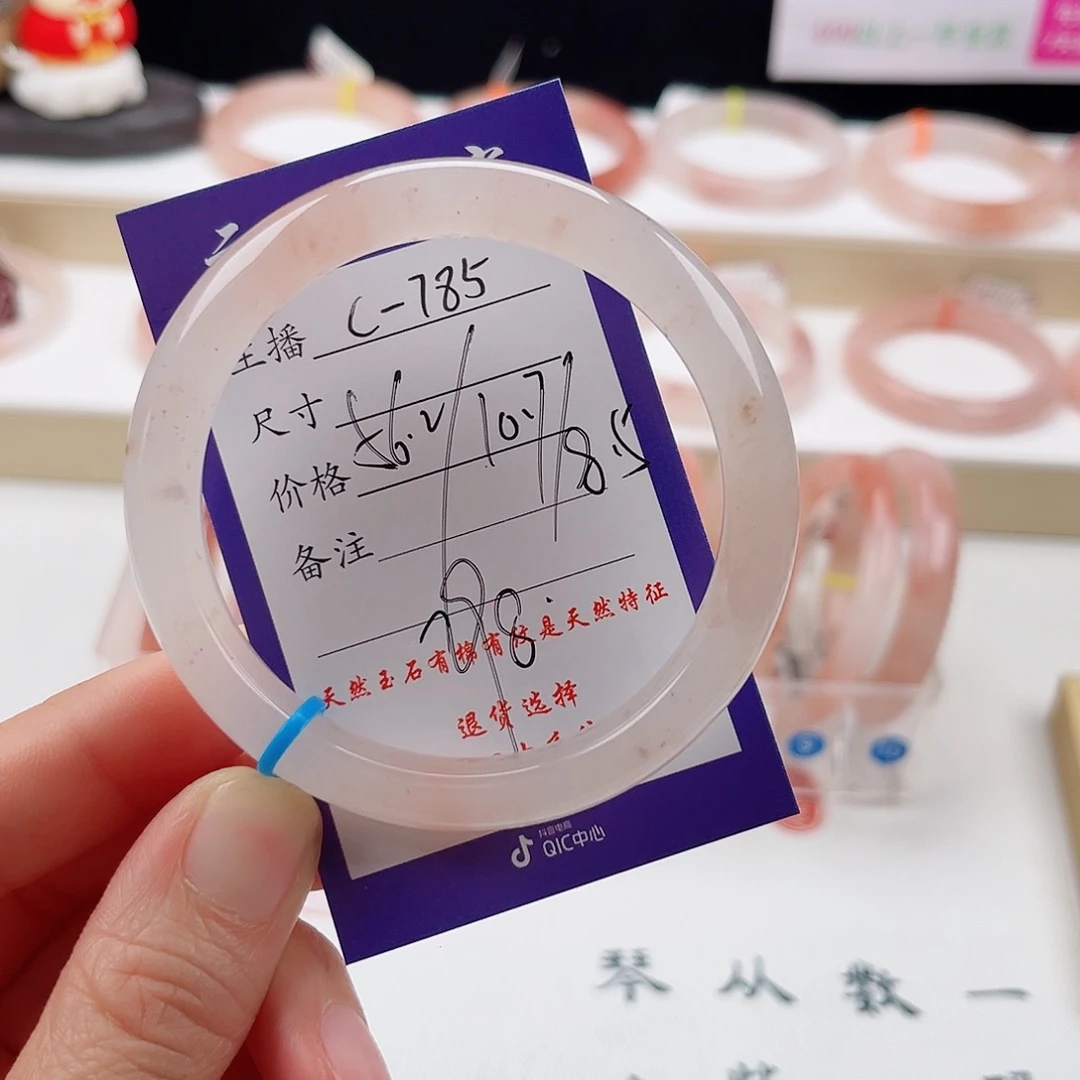 主播 C-785
尺寸 56.2/10.7/8.5
价格
备注
天然玉石有棉有纹是天然特征
退货选择
抖音电商
QIC中心
琴从数一